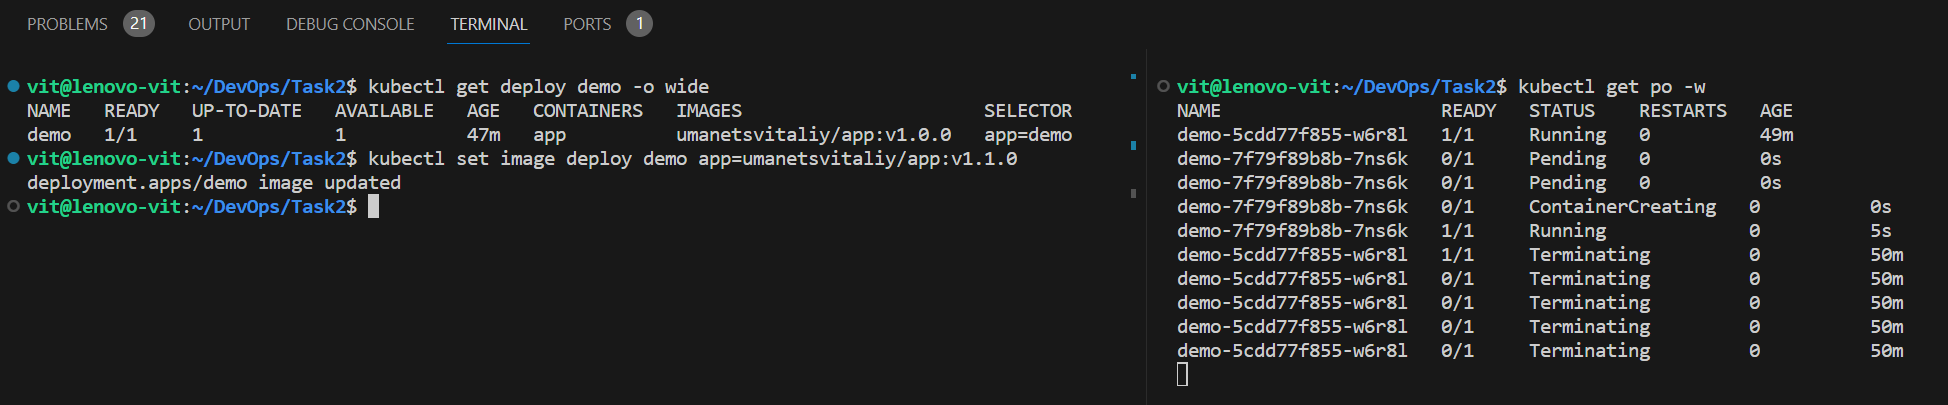 PROBLEMS 21 OUTPUT DEBUG CONSOLE TERMINAL PORTS 1
vit@lenovo-vit:~/DevOps/Task2$ kubectl get deploy demo -o wide
NAME READY UP-TO-DATE AVAILABLE AGE CONTAINERS IMAGES SELECTOR
demo 1/1 1 1 47m app umanetsvitaliy/app:v1.0.0 app=demo
vit@lenovo-vit:~/DevOps/Task2$ kubectl set image deploy demo app=umanetsvitaliy/app:v1.1.0
deployment.apps/demo image updated
vit@lenovo-vit:~/DevOps/Task2$
vit@lenovo-vit:~/DevOps/Task2$ kubectl get po -w
NAME READY STATUS RESTARTS AGE
demo-5cdd77f855-w6r8l 1/1 Running 0 49m
demo-7f79f89b8b-7ns6k 0/1 Pending 0 0s
demo-7f79f89b8b-7ns6k 0/1 Pending 0 0s
demo-7f79f89b8b-7ns6k 0/1 ContainerCreating 0 0s
demo-7f79f89b8b-7ns6k 1/1 Running 0 5s
demo-5cdd77f855-w6r8l 1/1 Terminating 0 50m
demo-5cdd77f855-w6r8l 0/1 Terminating 0 50m
demo-5cdd77f855-w6r8l 0/1 Terminating 0 50m
demo-5cdd77f855-w6r8l 0/1 Terminating 0 50m
demo-5cdd77f855-w6r8l 0/1 Terminating 0 50m